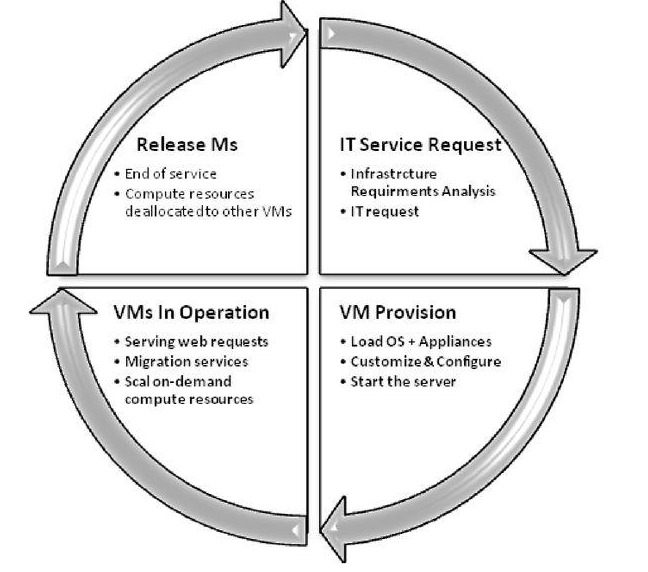 Release Ms
• End of service
• Compute resources
deallocated to other VMs
IT Service Request
• Infrastrcture
Requirments Analysis
• IT request
VMs In Operation
• Serving web requests
• Migration services
• Scal on-demand
compute resources
VM Provision
• Load OS + Appliances
• Customize & Configure
• Start the server